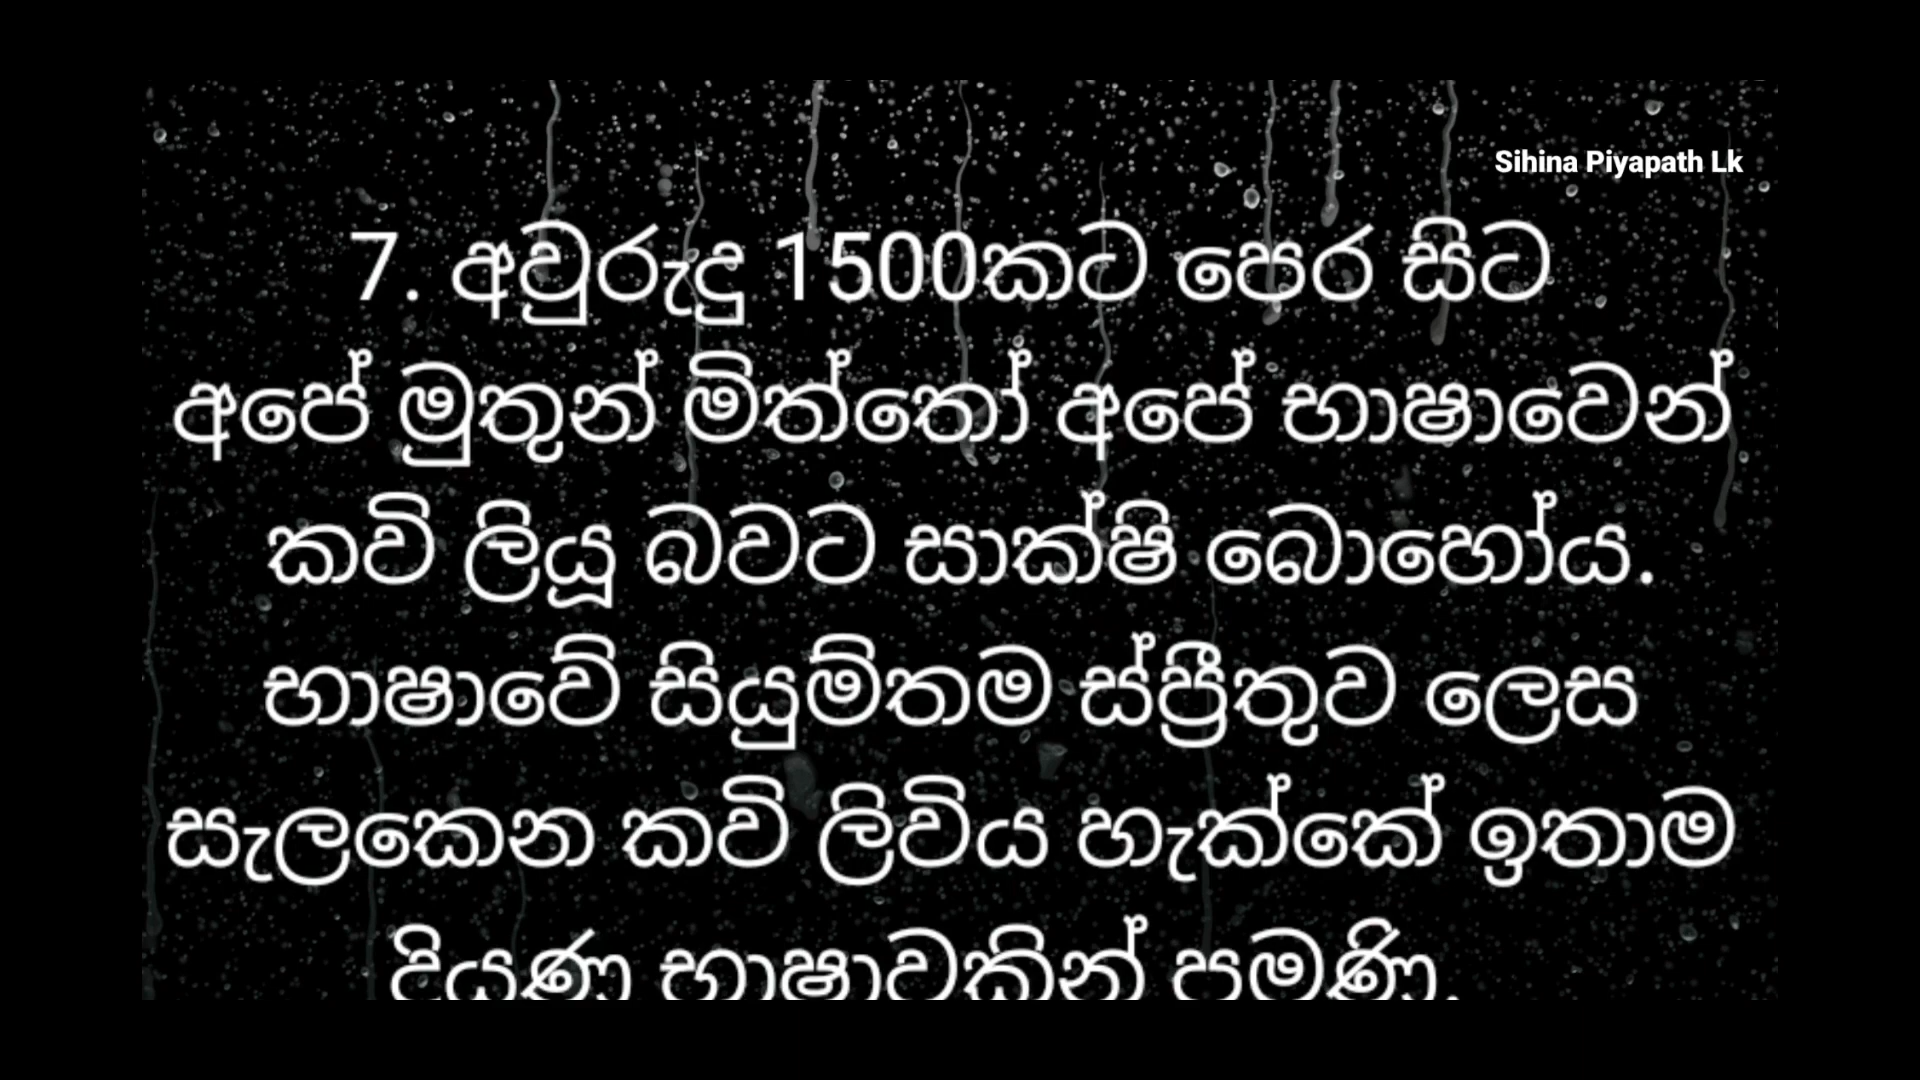 Sihina Piyapath Lk
7. අවුරුදු 1500කට පෙර සිට
අපේ මුතුන් මිත්තෝ අපේ භාෂාවෙන්
කවි ලියූ බවට සාක්ෂි බොහෝය.
භාෂාවේ සියුම්තම ස්ප්‍රීතුව ලෙස
සැලකෙන කවි ලිවිය හැක්කේ ඉතාම
දියුණු භාෂාවකින් පමණි.